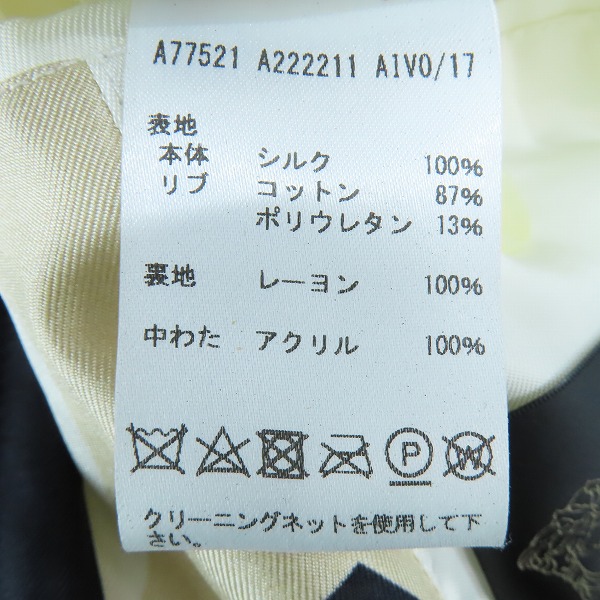 A77521 A222211 AIVO/17
表地
本体 シルク 100%
リブ コットン 87%
ポリウレタン 13%
裏地 レーヨン 100%
中わた アクリル 100%
P W
クリーニングネットを使用して下
さい。